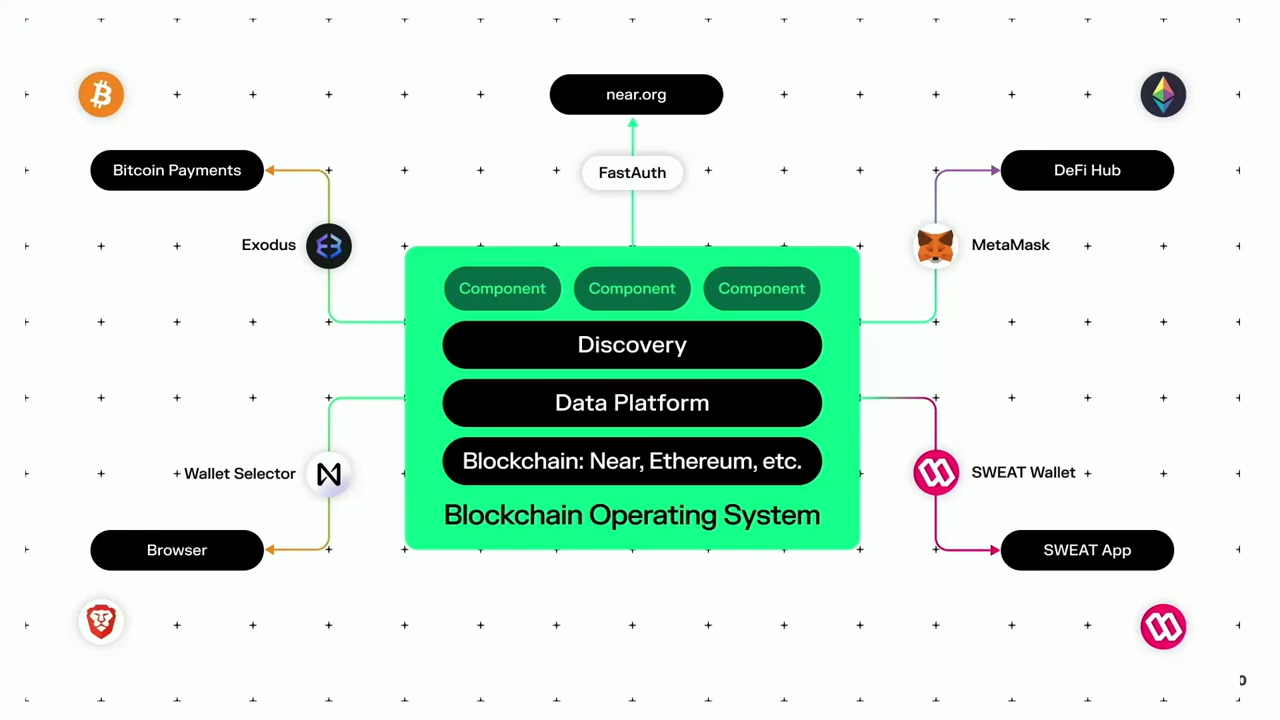 near.org
Bitcoin Payments
FastAuth
DeFi Hub
Exodus
MetaMask
Component Component Component
Discovery
Data Platform
Blockchain: Near, Ethereum, etc.
Wallet Selector
SWEAT Wallet
Blockchain Operating System
Browser
SWEAT App